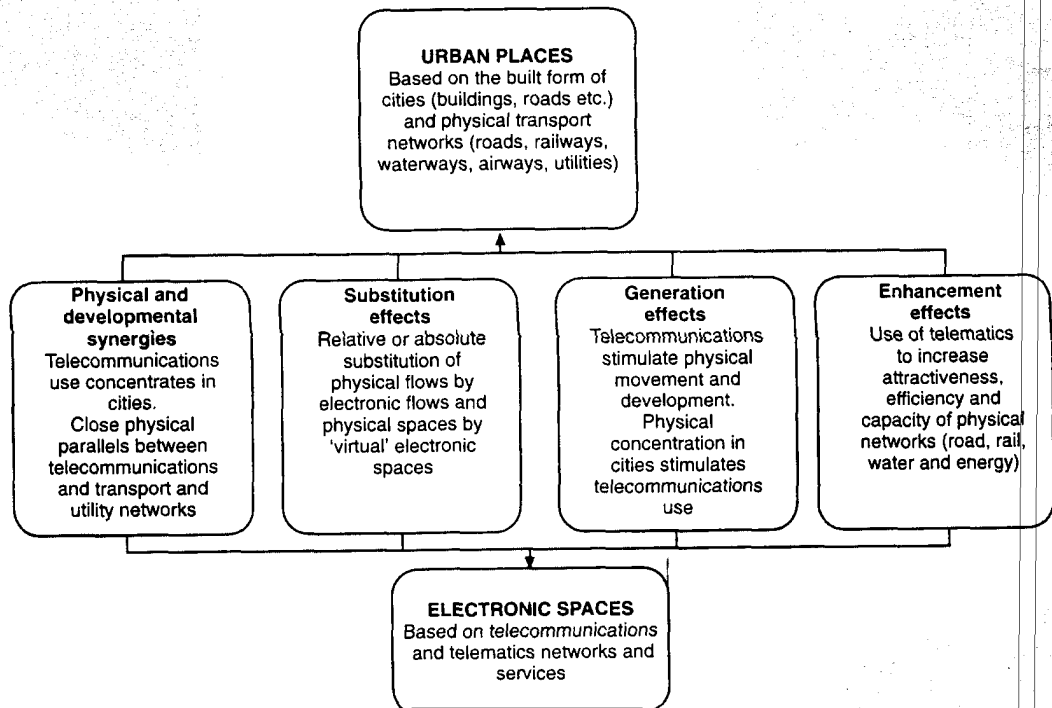 URBAN PLACES
Based on the built form of
cities (buildings, roads etc.)
and physical transport
networks (roads, railways,
waterways, airways, utilities)
Physical and
developmental
synergies
Telecommunications
use concentrates in
cities.
Close physical
parallels between
telecommunications
and transport and
utility networks
Substitution
effects
Relative or absolute
substitution of
physical flows by
electronic flows and
physical spaces by
'virtual' electronic
spaces
Generation
effects
Telecommunications
stimulate physical
movement and
development.
Physical
concentration in
cities stimulates
telecommunications
use
Enhancement
effects
Use of telematics
to increase
attractiveness,
efficiency and
capacity of physical
networks (road, rail,
water and energy)
ELECTRONIC SPACES
Based on telecommunications
and telematics networks and
services